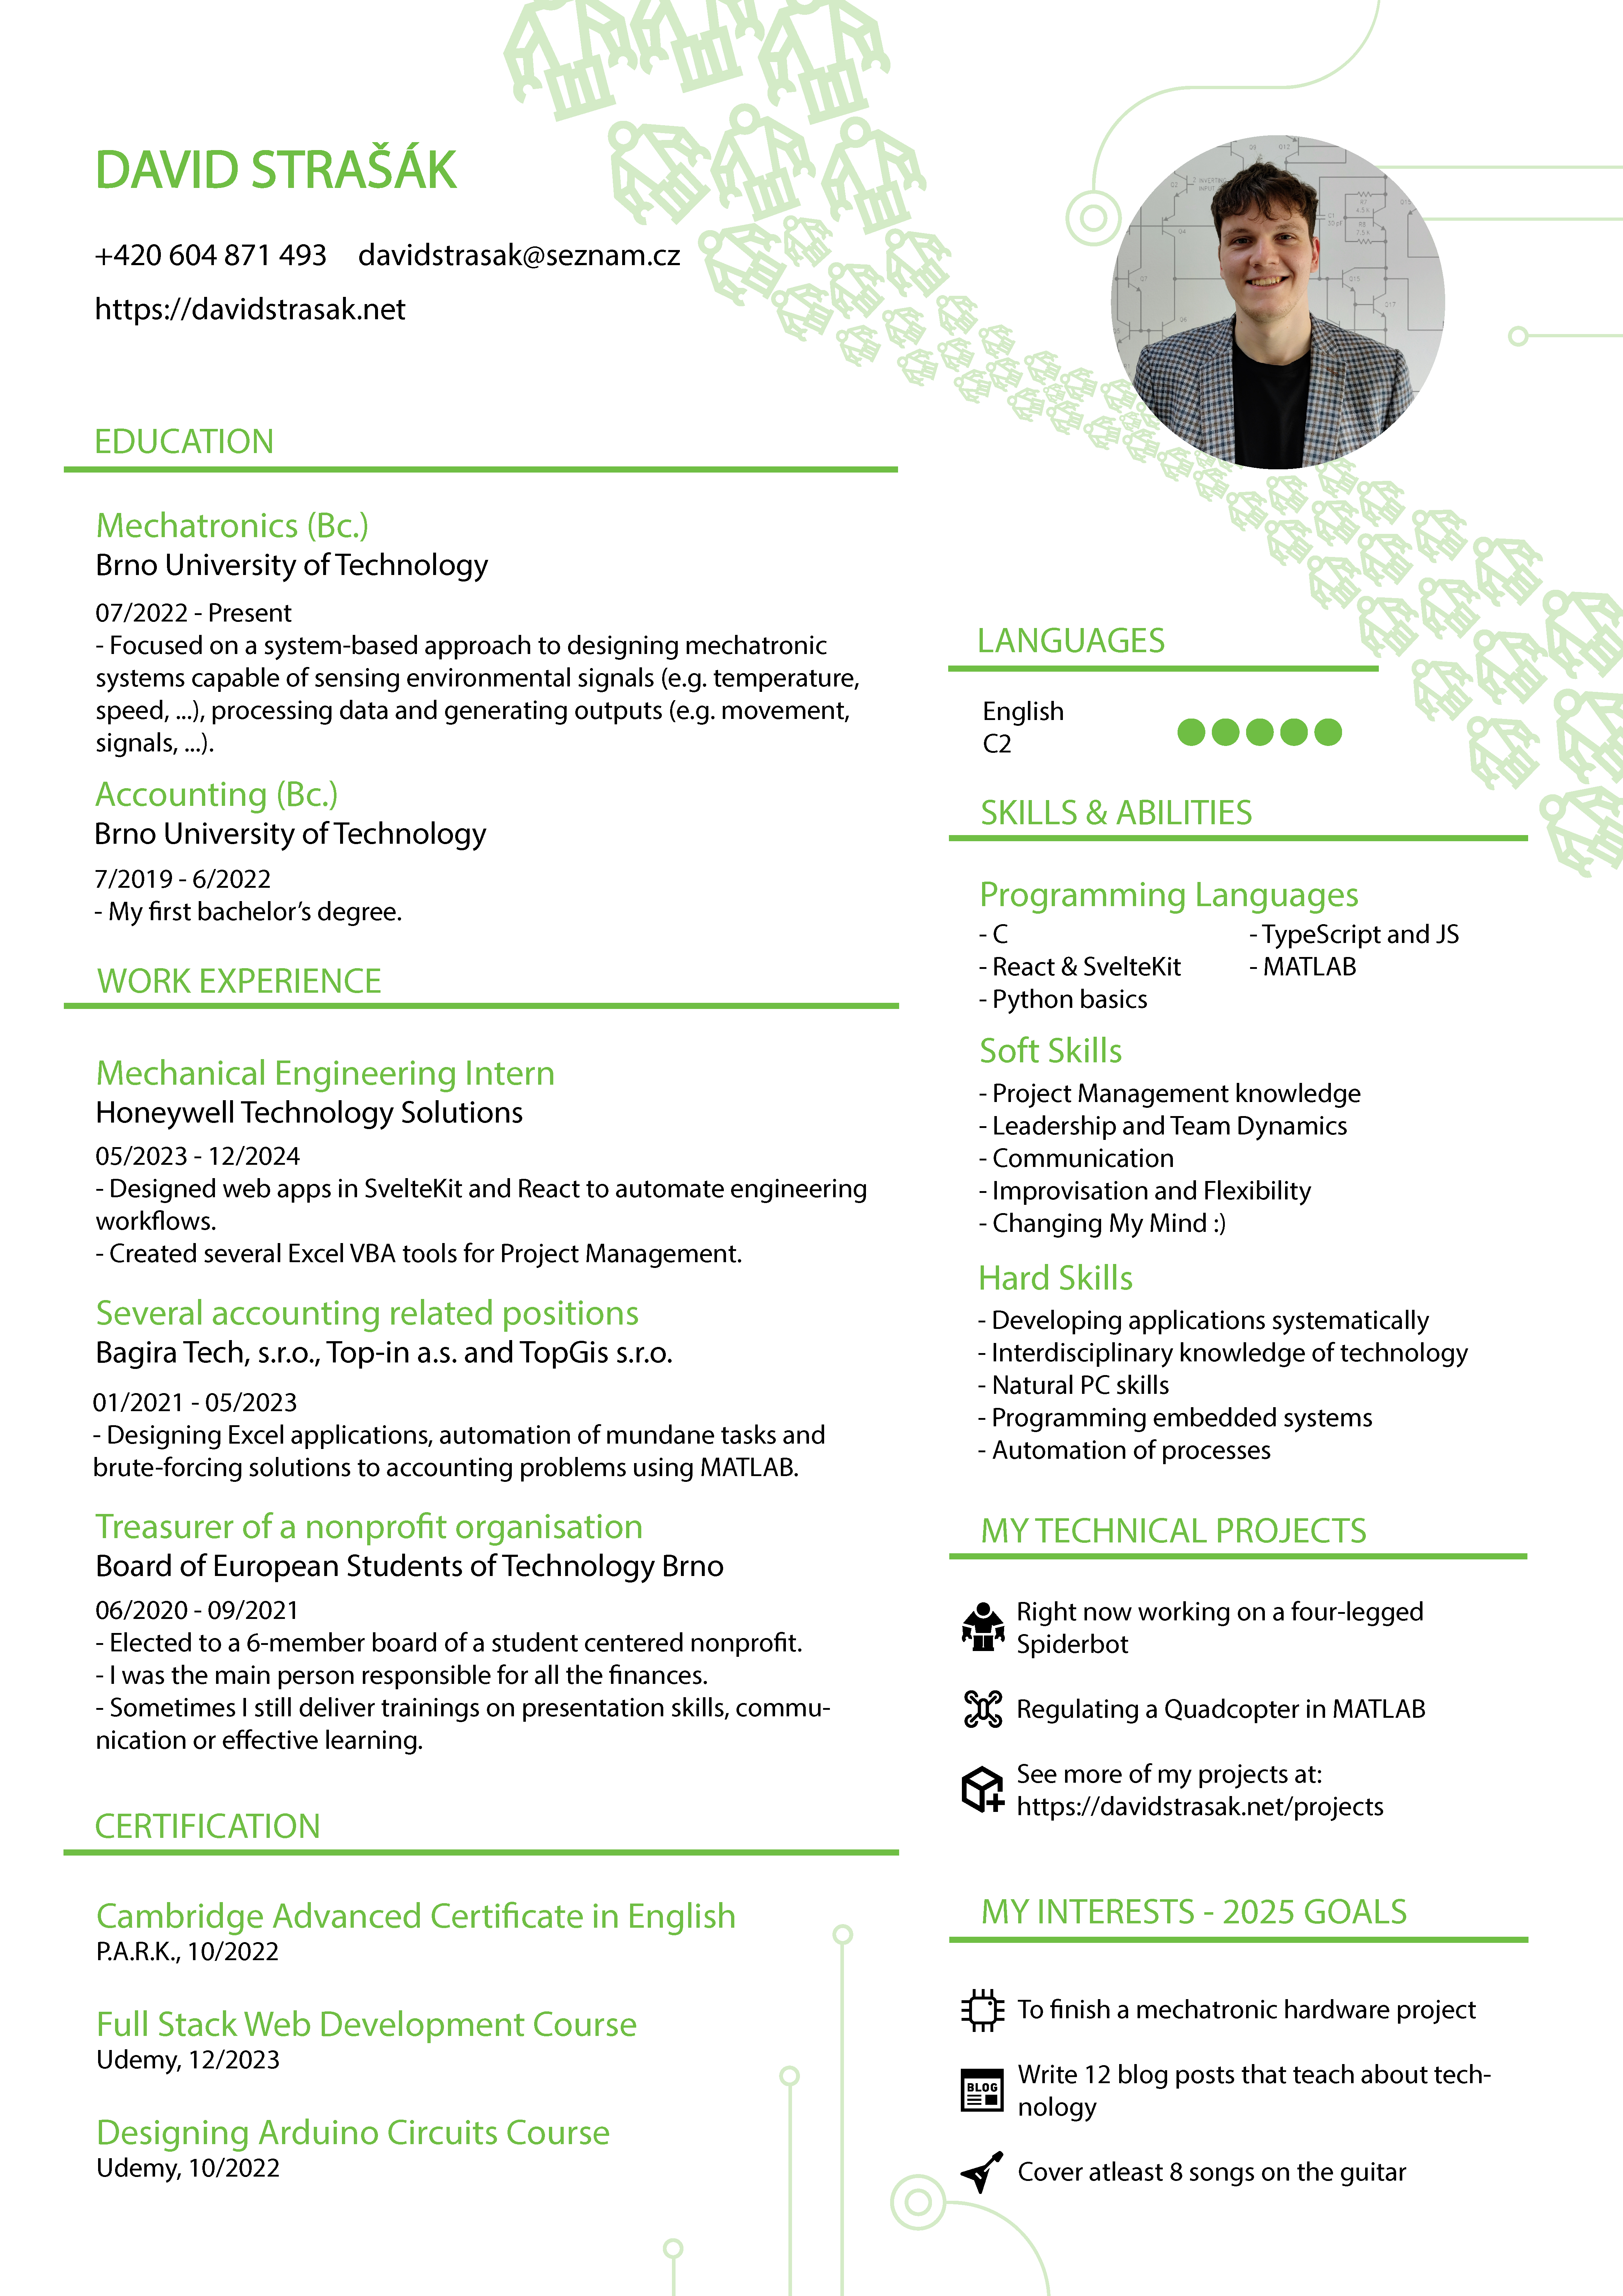 DAVID STRAŠÁK
+420 604 871 493 davidstrasak@seznam.cz
https://davidstrasak.net
EDUCATION
Mechatronics (Bc.)
Brno University of Technology
07/2022 - Present
- Focused on a system-based approach to designing mechatronic
systems capable of sensing environmental signals (e.g. temperature,
speed, ...), processing data and generating outputs (e.g. movement,
signals, ...).
Accounting (Bc.)
Brno University of Technology
7/2019 - 6/2022
- My first bachelor's degree.
WORK EXPERIENCE
Mechanical Engineering Intern
Honeywell Technology Solutions
05/2023 - 12/2024
- Designed web apps in SvelteKit and React to automate engineering
workflows.
- Created several Excel VBA tools for Project Management.
Several accounting related positions
Bagira Tech, s.r.o., Top-in a.s. and TopGis s.r.o.
01/2021 - 05/2023
- Designing Excel applications, automation of mundane tasks and
brute-forcing solutions to accounting problems using MATLAB.
Treasurer of a nonprofit organisation
Board of European Students of Technology Brno
06/2020 - 09/2021
- Elected to a 6-member board of a student centered nonprofit.
- I was the main person responsible for all the finances.
- Sometimes I still deliver trainings on presentation skills, commu-
nication or effective learning.
CERTIFICATION
Cambridge Advanced Certificate in English
P.A.R.K., 10/2022
Full Stack Web Development Course
Udemy, 12/2023
Designing Arduino Circuits Course
Udemy, 10/2022
LANGUAGES
English
C2
SKILLS & ABILITIES
Programming Languages
- C - TypeScript and JS
- React & SvelteKit - MATLAB
- Python basics
Soft Skills
- Project Management knowledge
- Leadership and Team Dynamics
- Communication
- Improvisation and Flexibility
- Changing My Mind :)
Hard Skills
- Developing applications systematically
- Interdisciplinary knowledge of technology
- Natural PC skills
- Programming embedded systems
- Automation of processes
MY TECHNICAL PROJECTS
Right now working on a four-legged
Spiderbot
Regulating a Quadcopter in MATLAB
See more of my projects at:
https://davidstrasak.net/projects
MY INTERESTS - 2025 GOALS
To finish a mechatronic hardware project
BLOG
Write 12 blog posts that teach about tech-
nology
Cover atleast 8 songs on the guitar